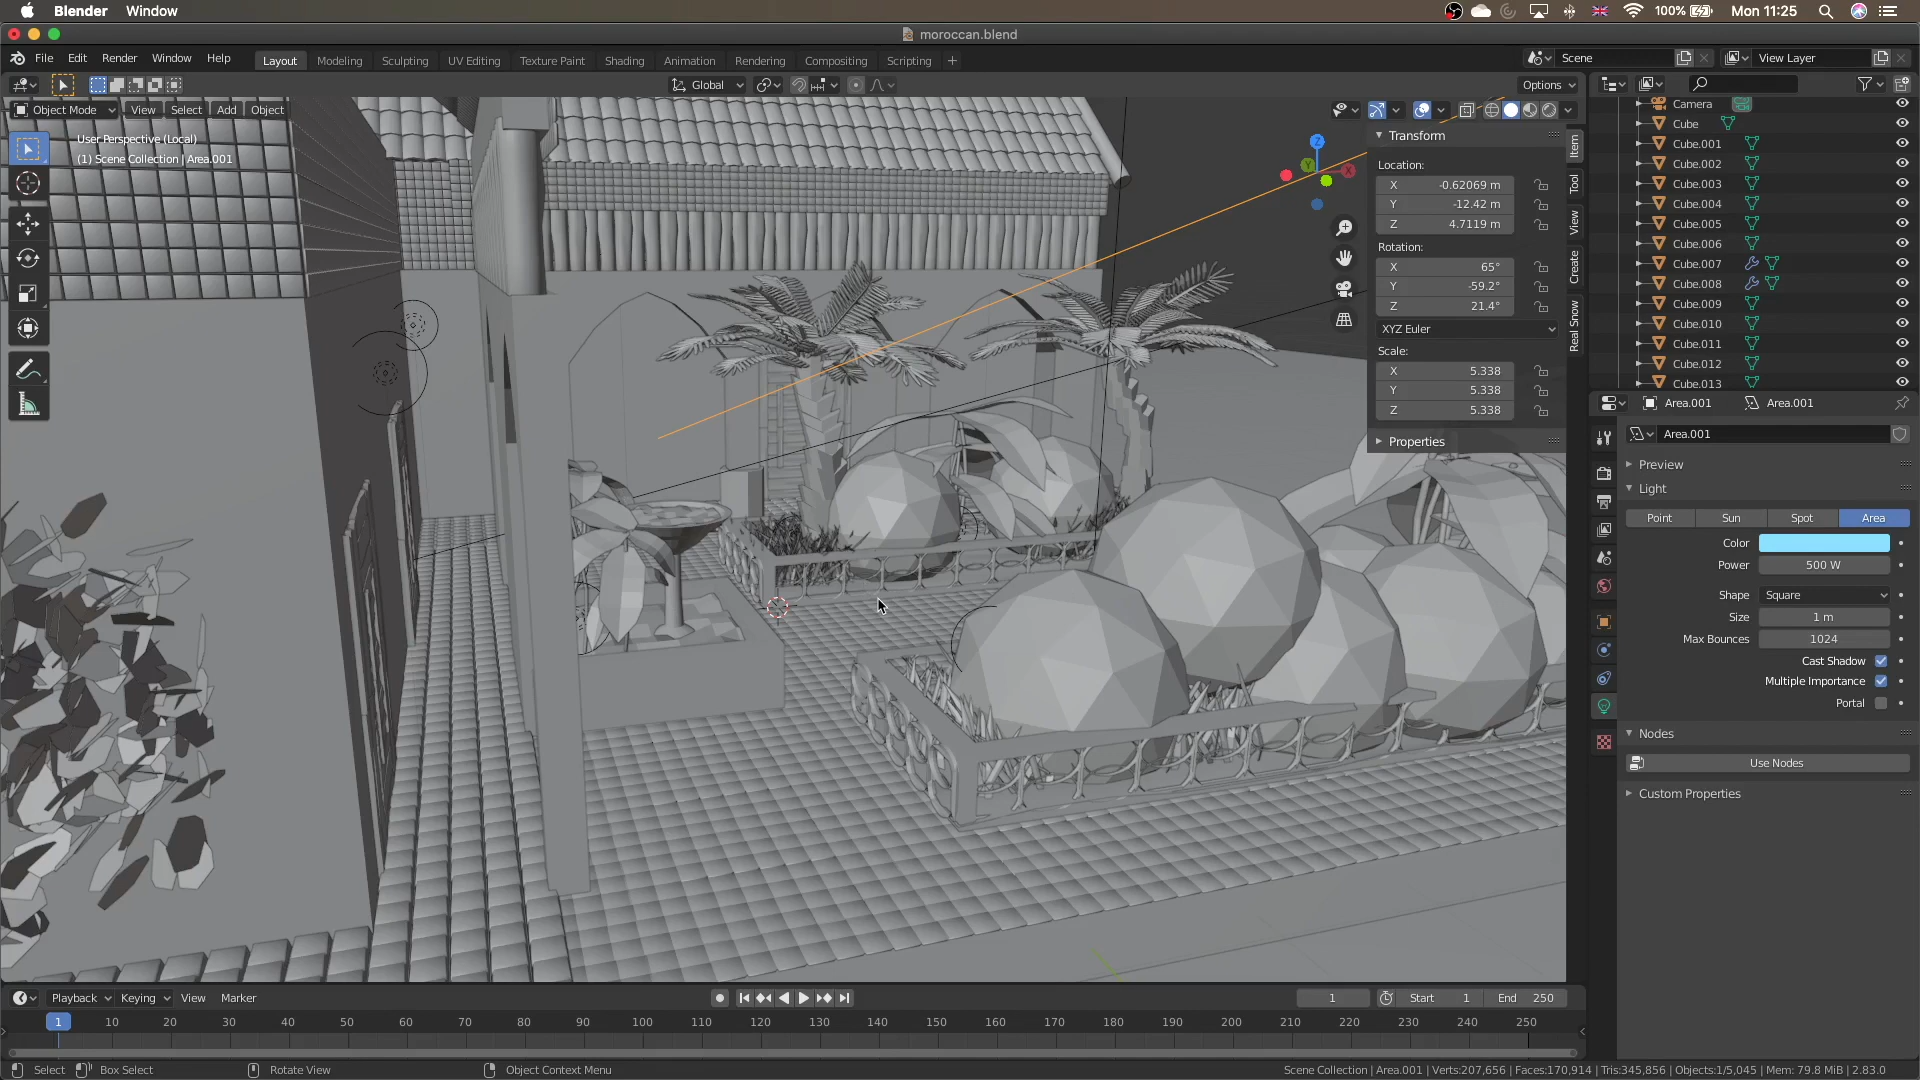 Blender Window
100% Mon 11:25
moroccan.blend
File Edit Render Window Help
Layout Modeling Sculpting UV Editing Texture Paint Shading Animation Rendering Compositing Scripting +
Scene View Layer
Global Options
Object Mode View Select Add Object
User Perspective (Local)
(1) Scene Collection | Area.001
Z
Y
X
Transform
Location:
X -0.62069 m
Y -12.42 m
Z 4.7119 m
Rotation:
X 65°
Y -59.2°
Z 21.4°
XYZ Euler
Scale:
X 5.338
Y 5.338
Z 5.338
Properties
Item
Tool
View
Create
Real Snow
Camera
Cube
Cube.001
Cube.002
Cube.003
Cube.004
Cube.005
Cube.006
Cube.007
Cube.008
Cube.009
Cube.010
Cube.011
Cube.012
Cube.013
Area.001 Area.001
Area.001
Preview
Light
Point Sun Spot Area
Color
Power 500 W
Shape Square
Size 1 m
Max Bounces 1024
Cast Shadow
Multiple Importance
Portal
Nodes
Use Nodes
Custom Properties
Playback Keying View Marker
1 Start 1 End 250
1 10 20 30 40 50 60 70 80 90 100 110 120 130 140 150 160 170 180 190 200 210 220 230 240 250
Select Box Select Rotate View Object Context Menu
Scene Collection | Area.001 | Verts:207,656 | Faces:170,914 | Tris:345,856 | Objects:1/5,045 | Mem: 79.8 MiB | 2.83.0